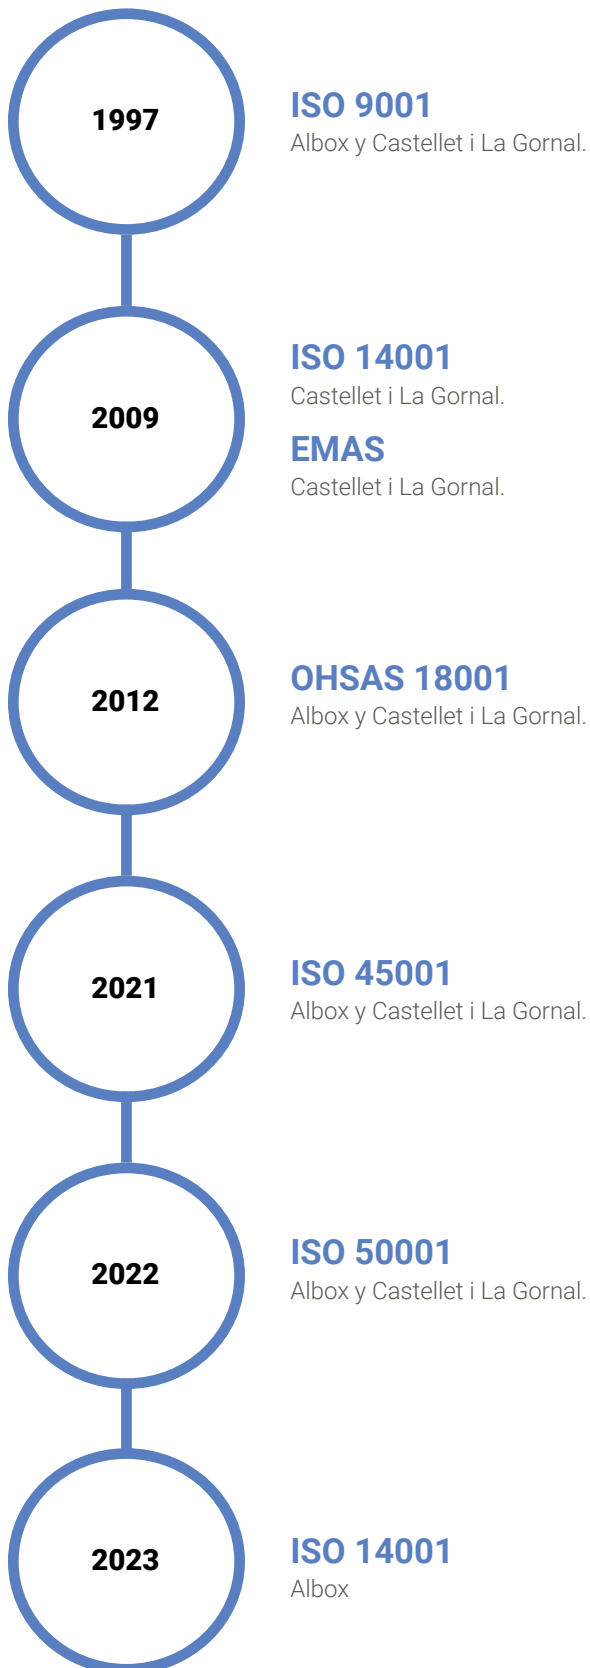 1997
ISO 9001
Albox y Castellet i La Gornal.
2009
ISO 14001
Castellet i La Gornal.
EMAS
Castellet i La Gornal.
2012
OHSAS 18001
Albox y Castellet i La Gornal.
2021
ISO 45001
Albox y Castellet i La Gornal.
2022
ISO 50001
Albox y Castellet i La Gornal.
2023
ISO 14001
Albox